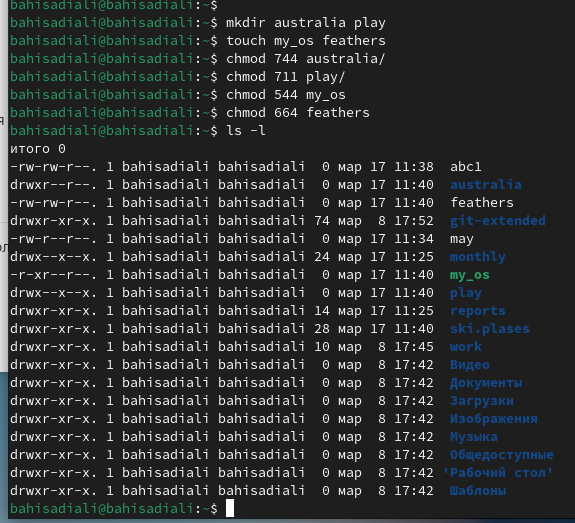 bahisadiali@bahisadiali:~$
bahisadiali@bahisadiali:~$ mkdir australia play
bahisadiali@bahisadiali:~$ touch my_os feathers
bahisadiali@bahisadiali:~$ chmod 744 australia/
bahisadiali@bahisadiali:~$ chmod 711 play/
bahisadiali@bahisadiali:~$ chmod 544 my_os
bahisadiali@bahisadiali:~$ chmod 664 feathers
bahisadiali@bahisadiali:~$ ls -l
итого 0
-rw-rw-r--. 1 bahisadiali bahisadiali  0 мар 17 11:38  abc1
drwxr--r--. 1 bahisadiali bahisadiali  0 мар 17 11:40  australia
-rw-rw-r--. 1 bahisadiali bahisadiali  0 мар 17 11:40  feathers
drwxr-xr-x. 1 bahisadiali bahisadiali 74 мар  8 17:52  git-extended
-rw-r--r--. 1 bahisadiali bahisadiali  0 мар 17 11:34  may
drwx--x--x. 1 bahisadiali bahisadiali 24 мар 17 11:25  monthly
-r-xr--r--. 1 bahisadiali bahisadiali  0 мар 17 11:40  my_os
drwx--x--x. 1 bahisadiali bahisadiali  0 мар 17 11:40  play
drwxr-xr-x. 1 bahisadiali bahisadiali 14 мар 17 11:25  reports
drwxr-xr-x. 1 bahisadiali bahisadiali 28 мар 17 11:40  ski.plases
drwxr-xr-x. 1 bahisadiali bahisadiali 10 мар  8 17:45  work
drwxr-xr-x. 1 bahisadiali bahisadiali  0 мар  8 17:42  Видео
drwxr-xr-x. 1 bahisadiali bahisadiali  0 мар  8 17:42  Документы
drwxr-xr-x. 1 bahisadiali bahisadiali  0 мар  8 17:42  Загрузки
drwxr-xr-x. 1 bahisadiali bahisadiali  0 мар  8 17:42  Изображения
drwxr-xr-x. 1 bahisadiali bahisadiali  0 мар  8 17:42  Музыка
drwxr-xr-x. 1 bahisadiali bahisadiali  0 мар  8 17:42  Общедоступные
drwxr-xr-x. 1 bahisadiali bahisadiali  0 мар  8 17:42 'Рабочий стол'
drwxr-xr-x. 1 bahisadiali bahisadiali  0 мар  8 17:42  Шаблоны
bahisadiali@bahisadiali:~$